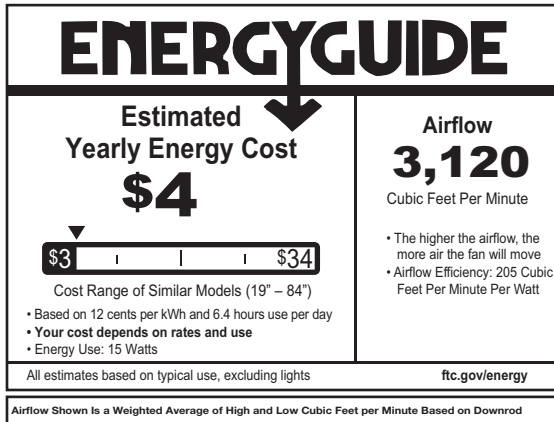 ENERGYGUIDE
Estimated
Yearly Energy Cost
$4
$3
$34
Cost Range of Similar Models (19” – 84”)
• Based on 12 cents per kWh and 6.4 hours use per day
• Your cost depends on rates and use
• Energy Use: 15 Watts
Airflow
3,120
Cubic Feet Per Minute
• The higher the airflow, the
more air the fan will move
• Airflow Efficiency: 205 Cubic
Feet Per Minute Per Watt
All estimates based on typical use, excluding lights
ftc.gov/energy
Airflow Shown Is a Weighted Average of High and Low Cubic Feet per Minute Based on Downrod